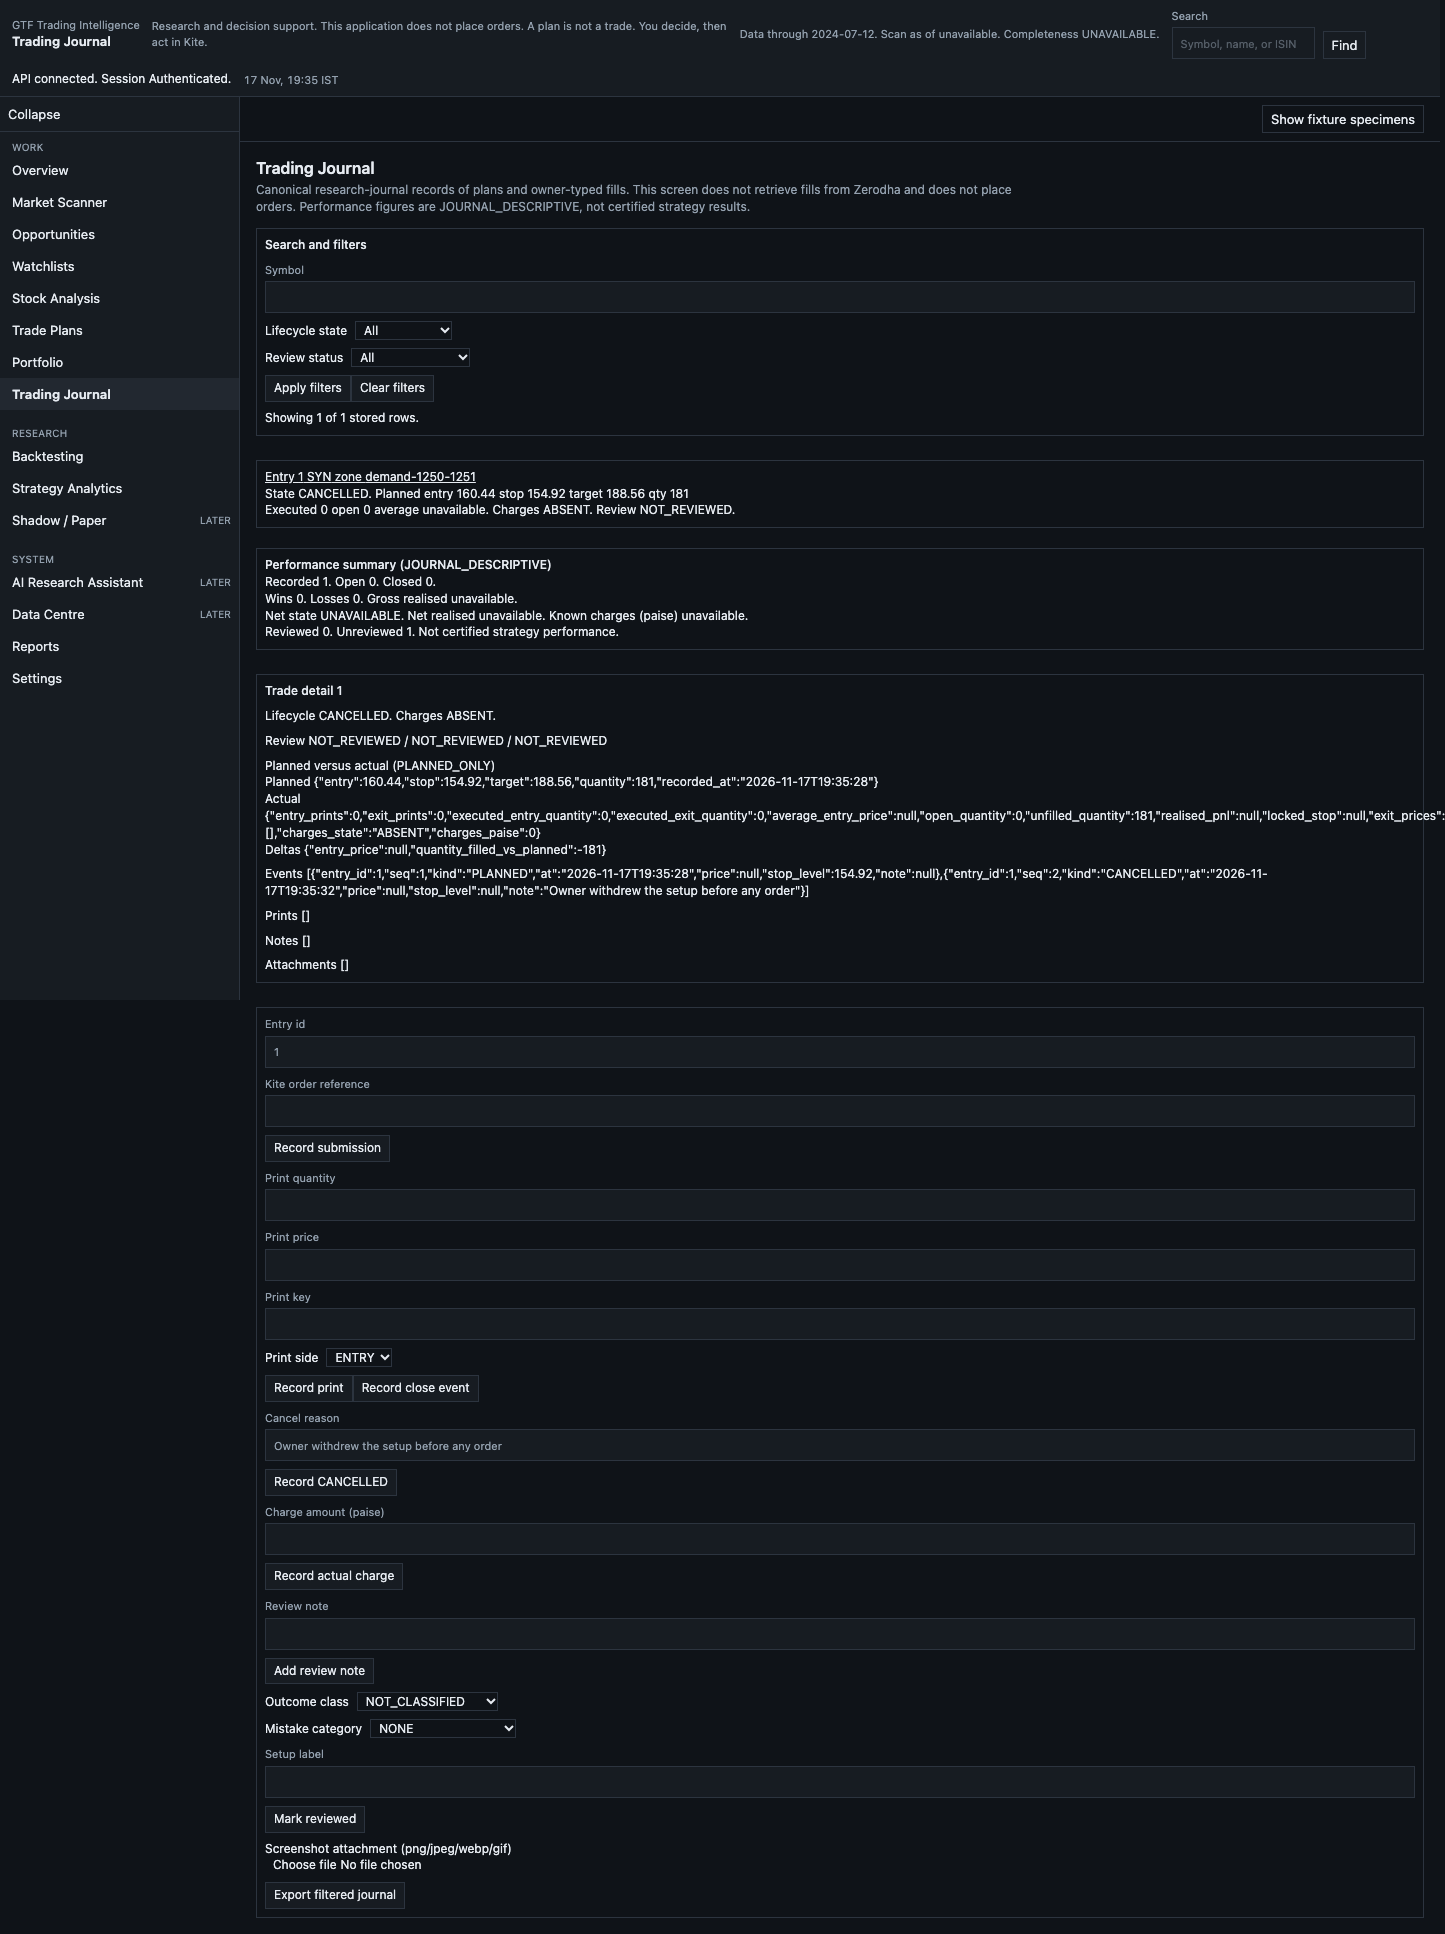 GTF Trading Intelligence
Trading Journal
Research and decision support. This application does not place orders. A plan is not a trade. You decide, then
act in Kite.
Data through 2024-07-12. Scan as of unavailable. Completeness UNAVAILABLE.
Search
Symbol, name, or ISIN
Find
API connected. Session Authenticated.
17 Nov, 19:35 IST
Collapse
WORK
Overview
Market Scanner
Opportunities
Watchlists
Stock Analysis
Trade Plans
Portfolio
Trading Journal
RESEARCH
Backtesting
Strategy Analytics
Shadow / Paper LATER
SYSTEM
AI Research Assistant LATER
Data Centre LATER
Reports
Settings
Show fixture specimens
Trading Journal
Canonical research-journal records of plans and owner-typed fills. This screen does not retrieve fills from Zerodha and does not place
orders. Performance figures are JOURNAL_DESCRIPTIVE, not certified strategy results.
Search and filters
Symbol
Lifecycle state All
Review status All
Apply filters Clear filters
Showing 1 of 1 stored rows.
Entry 1 SYN zone demand-1250-1251
State CANCELLED. Planned entry 160.44 stop 154.92 target 188.56 qty 181
Executed 0 open 0 average unavailable. Charges ABSENT. Review NOT_REVIEWED.
Performance summary (JOURNAL_DESCRIPTIVE)
Recorded 1. Open 0. Closed 0.
Wins 0. Losses 0. Gross realised unavailable.
Net state UNAVAILABLE. Net realised unavailable. Known charges (paise) unavailable.
Reviewed 0. Unreviewed 1. Not certified strategy performance.
Trade detail 1
Lifecycle CANCELLED. Charges ABSENT.
Review NOT_REVIEWED / NOT_REVIEWED / NOT_REVIEWED
Planned versus actual (PLANNED_ONLY)
Planned {"entry":160.44,"stop":154.92,"target":188.56,"quantity":181,"recorded_at":"2026-11-17T19:35:28"}
Actual
{"entry_prints":0,"exit_prints":0,"executed_entry_quantity":0,"executed_exit_quantity":0,"average_entry_price":null,"open_quantity":0,"unfilled_quantity":181,"realised_pnl":null,"locked_stop":null,"exit_prices":
[],"charges_state":"ABSENT","charges_paise":0}
Deltas {"entry_price":null,"quantity_filled_vs_planned":-181}
Events [{"entry_id":1,"seq":1,"kind":"PLANNED","at":"2026-11-17T19:35:28","price":null,"stop_level":154.92,"note":null},{"entry_id":1,"seq":2,"kind":"CANCELLED","at":"2026-11-
17T19:35:32","price":null,"stop_level":null,"note":"Owner withdrew the setup before any order"}]
Prints []
Notes []
Attachments []
Entry id
1
Kite order reference
Record submission
Print quantity
Print price
Print key
Print side ENTRY
Record print Record close event
Cancel reason
Owner withdrew the setup before any order
Record CANCELLED
Charge amount (paise)
Record actual charge
Review note
Add review note
Outcome class NOT_CLASSIFIED
Mistake category NONE
Setup label
Mark reviewed
Screenshot attachment (png/jpeg/webp/gif)
Choose file No file chosen
Export filtered journal